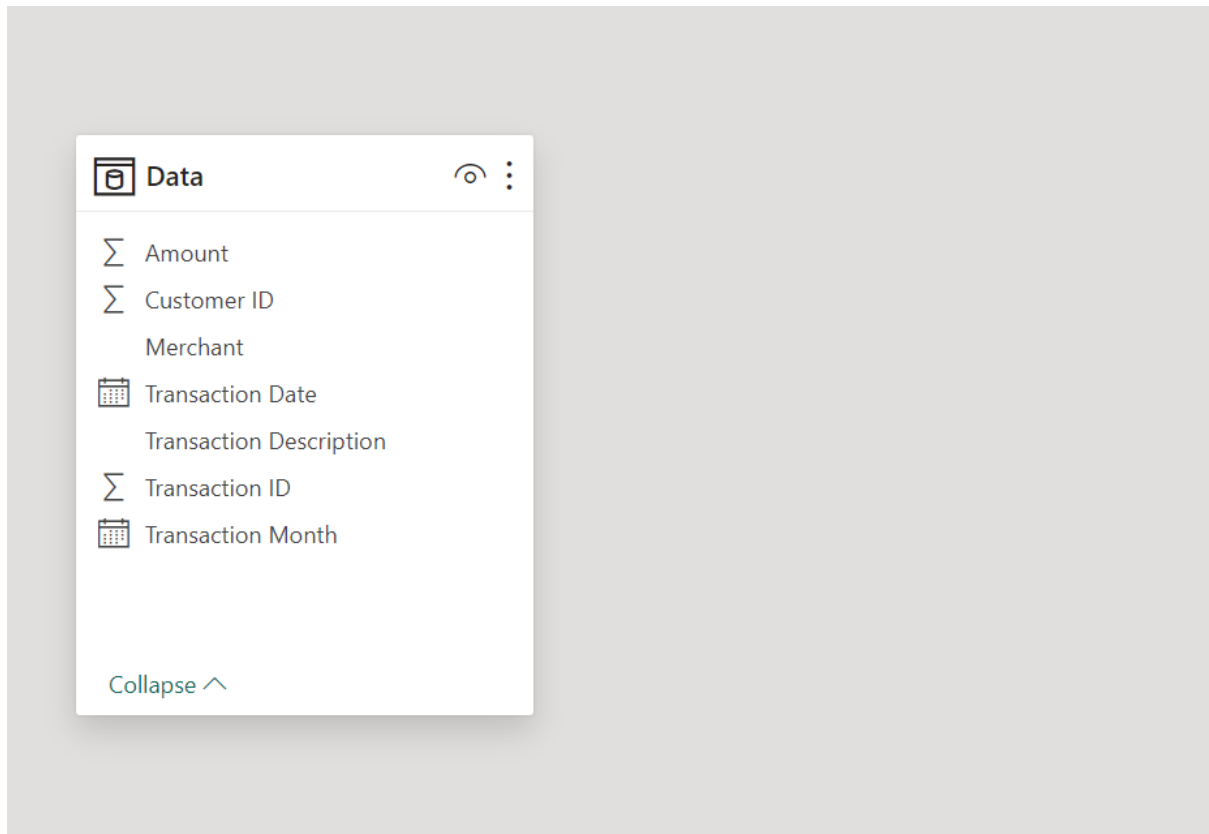 Data
Amount
Customer ID
Merchant
Transaction Date
Transaction Description
Transaction ID
Transaction Month
Collapse